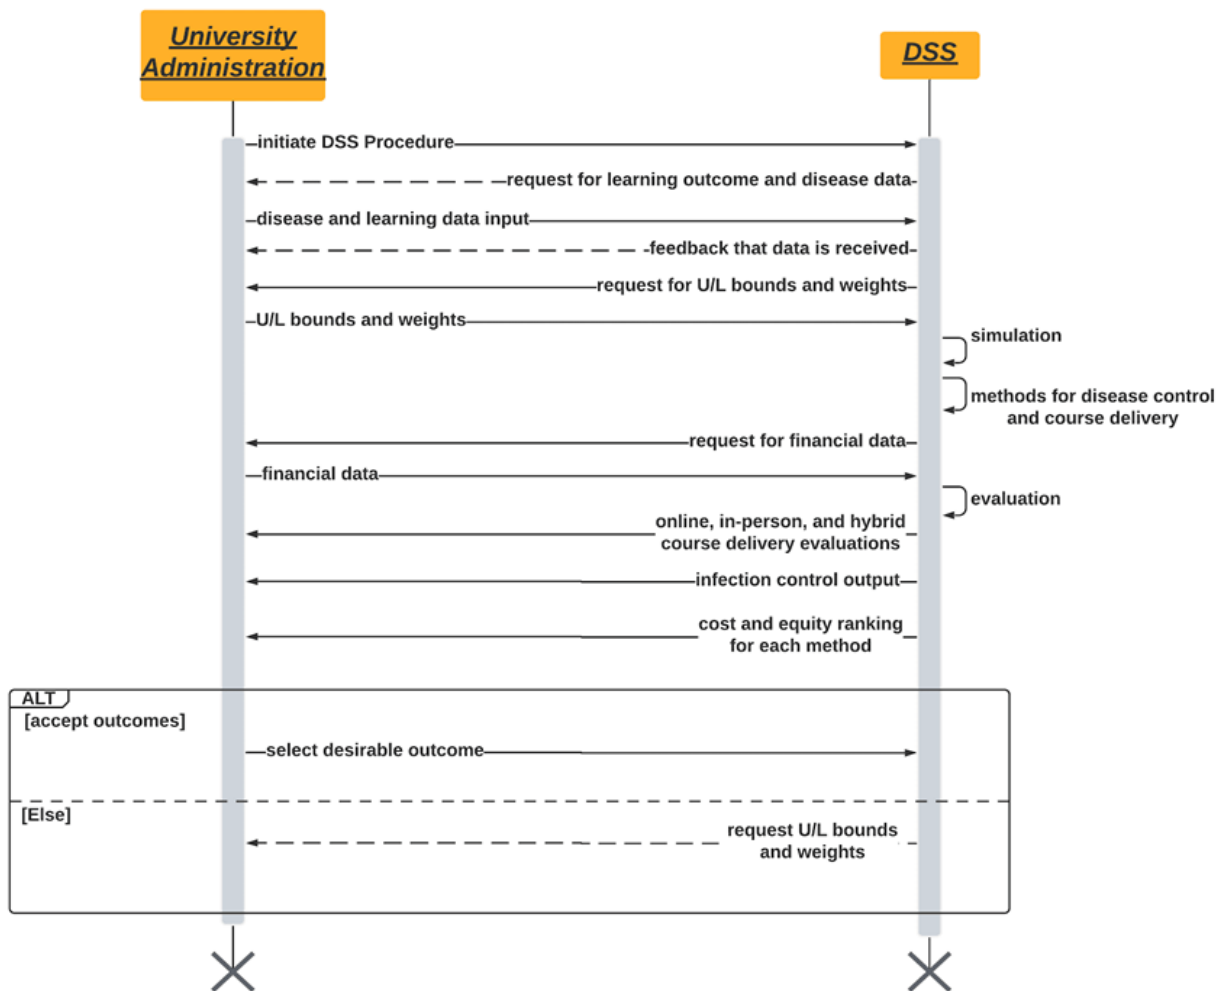 University
Administration
DSS
initiate DSS Procedure
request for learning outcome and disease data
disease and learning data input
feedback that data is received
request for U/L bounds and weights
U/L bounds and weights
simulation
methods for disease control
and course delivery
request for financial data
financial data
evaluation
online, in-person, and hybrid
course delivery evaluations
infection control output
cost and equity ranking
for each method
ALT
[accept outcomes]
select desirable outcome
[Else]
request U/L bounds
and weights